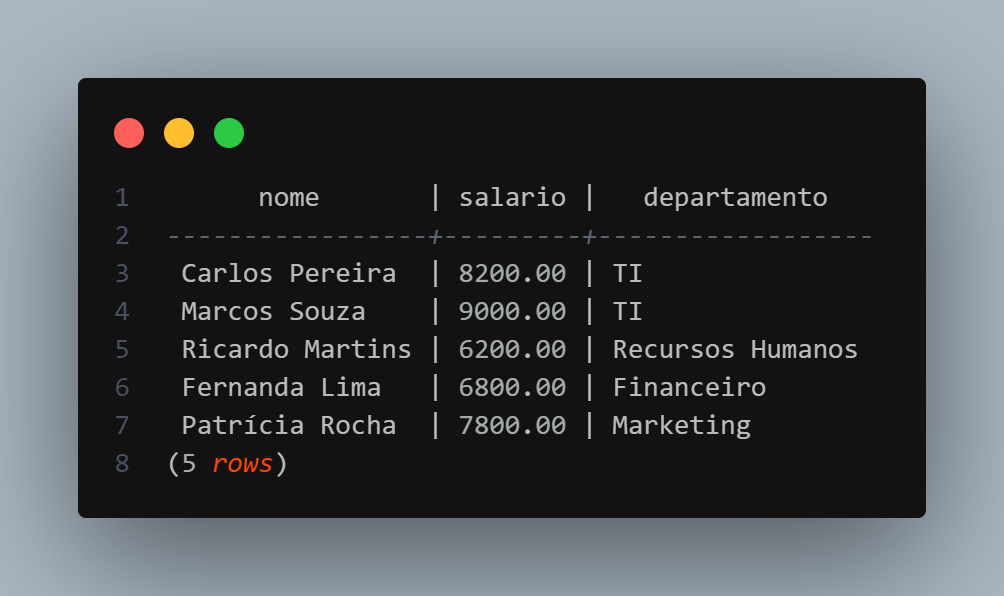 1 nome | salario | departamento
2 -----------------+---------+------------------
3 Carlos Pereira | 8200.00 | TI
4 Marcos Souza | 9000.00 | TI
5 Ricardo Martins | 6200.00 | Recursos Humanos
6 Fernanda Lima | 6800.00 | Financeiro
7 Patrícia Rocha | 7800.00 | Marketing
8 (5 rows)